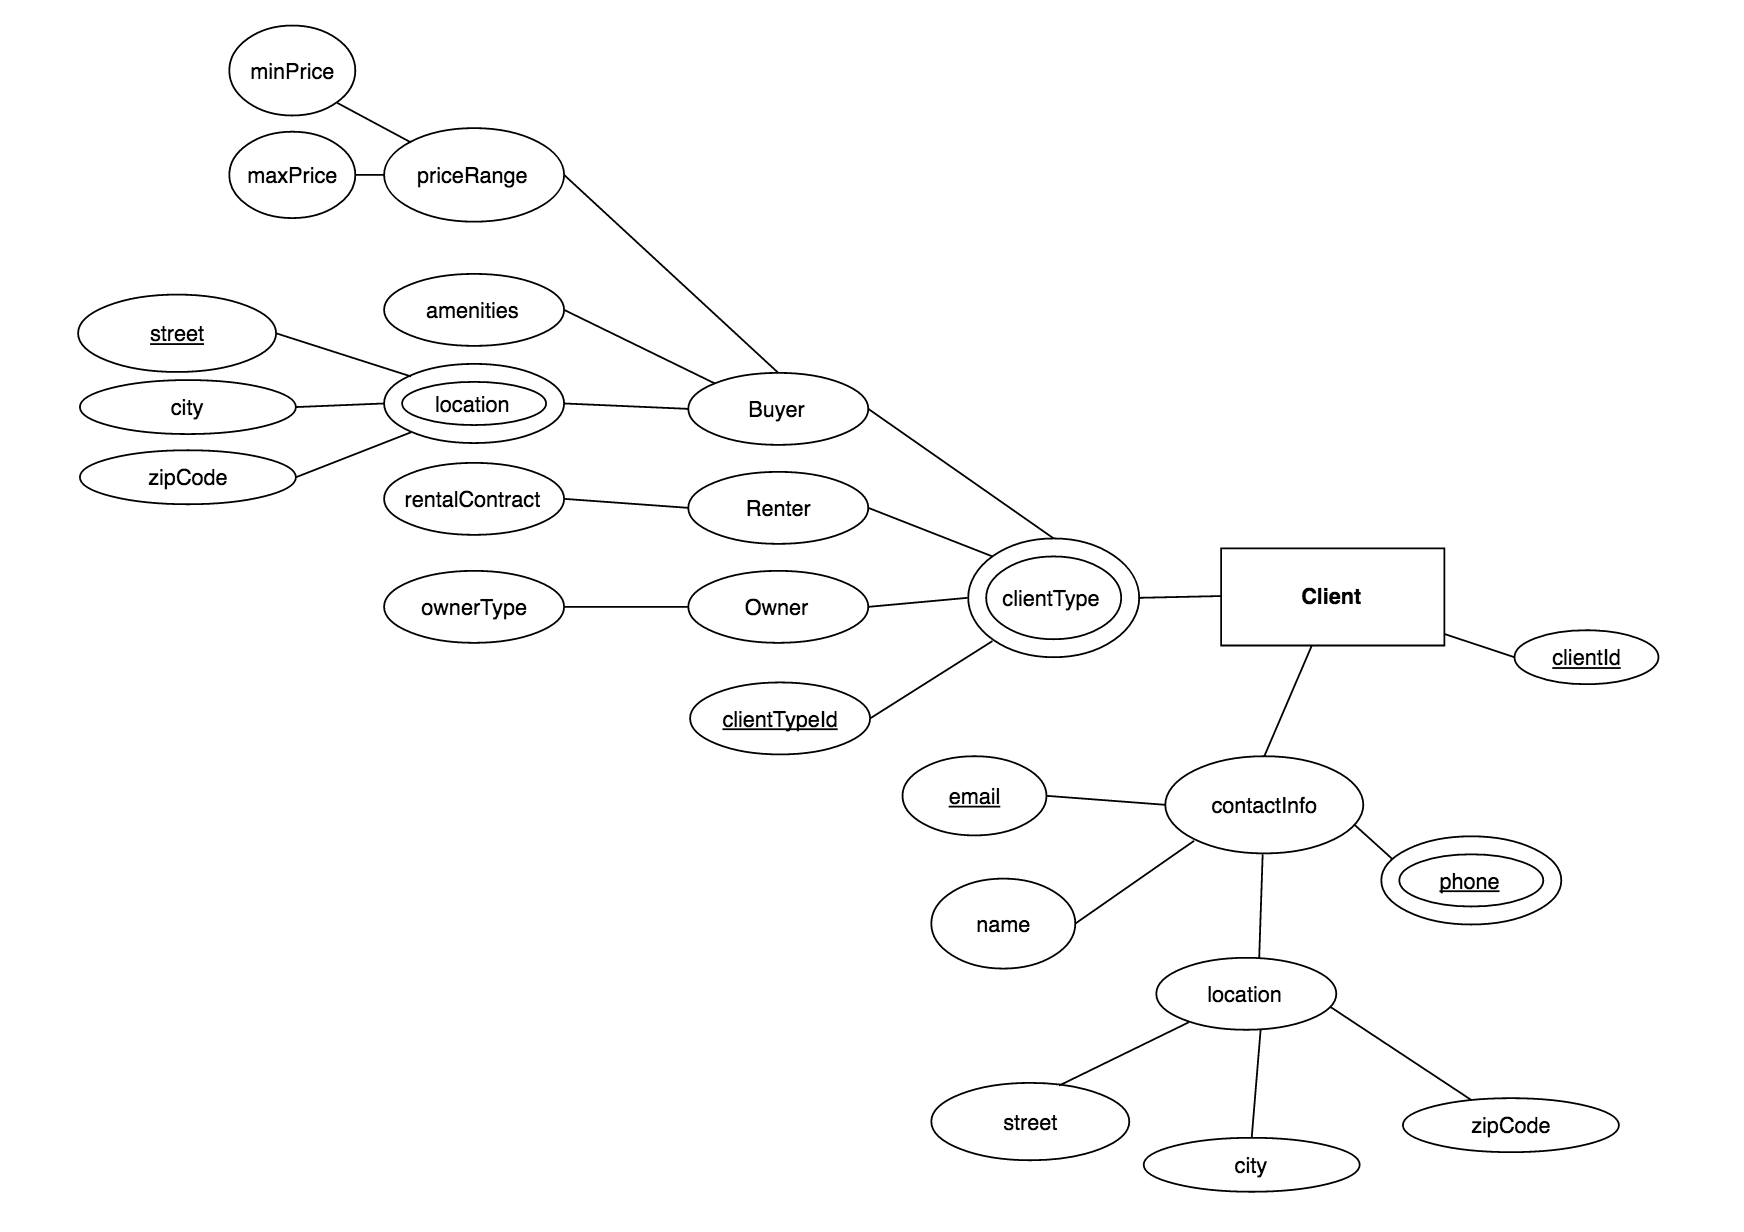 minPrice
maxPrice
priceRange
amenities
street
location
city
Buyer
zipCode
rentalContract
Renter
clientType
Client
ownerType
Owner
clientId
clientTypeId
email
contactInfo
phone
name
location
street
zipCode
city